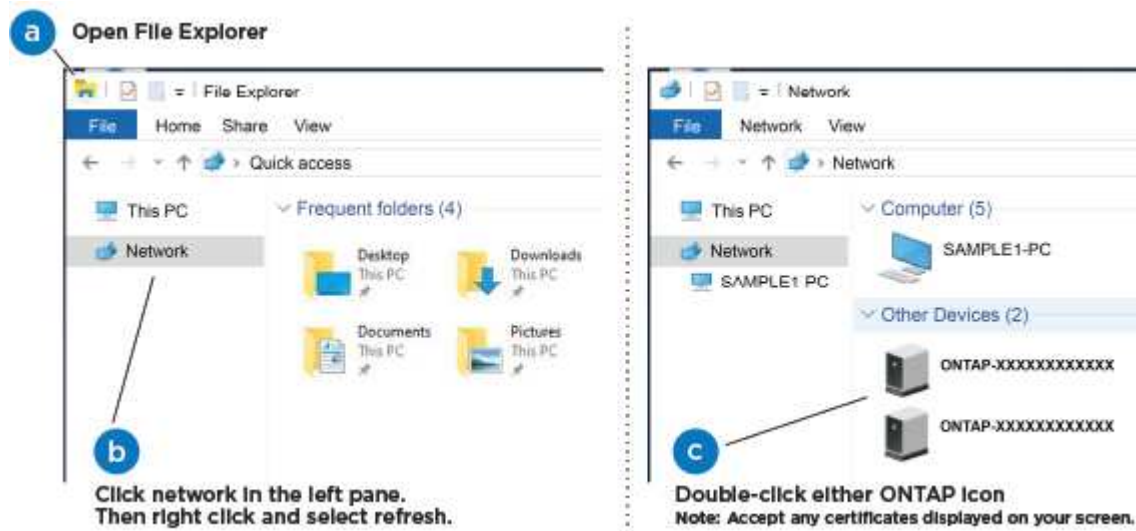 a Open File Explorer
File Explorer
File Home Share View
Quick access
This PC
Network
Frequent folders (4)
Desktop
This PC
Downloads
This PC
Documents
This PC
Pictures
This PC
b
Click network in the left pane.
Then right click and select refresh.
Network
File Network View
Network
This PC
Network
SAMPLE1 PC
Computer (5)
SAMPLE1-PC
Other Devices (2)
ONTAP-XXXXXXXXXXXX
ONTAP-XXXXXXXXXXXX
c
Double-click either ONTAP icon
Note: Accept any certificates displayed on your screen.